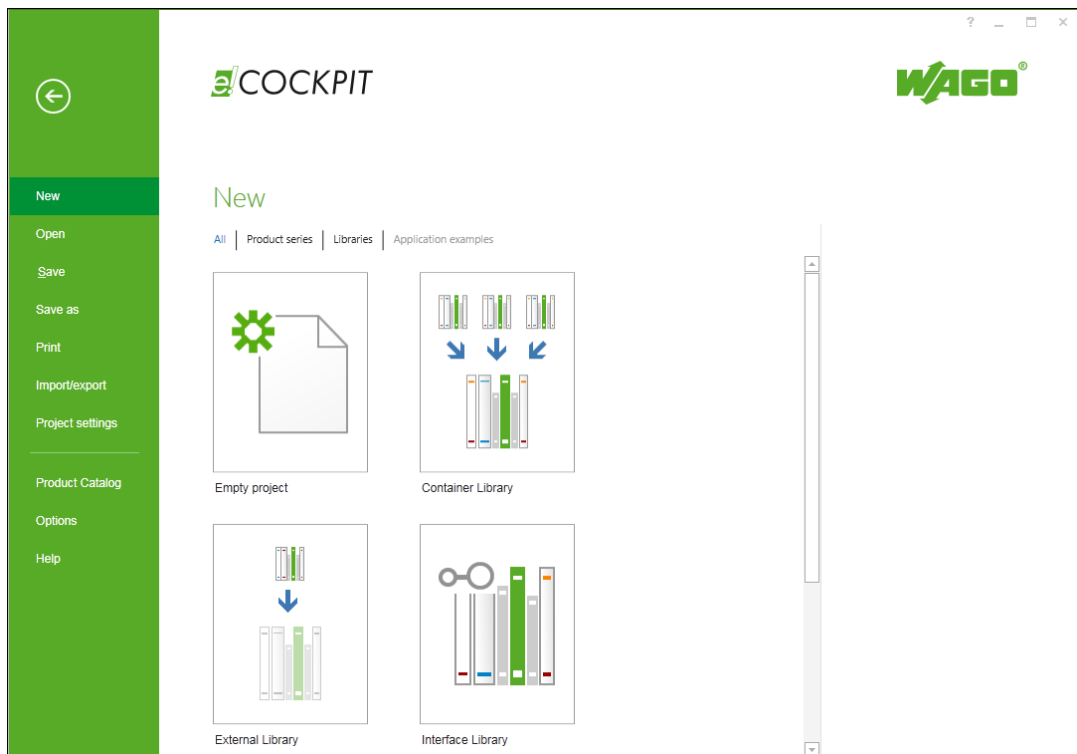 ?
e!COCKPIT
WAGO®
New
Open
Save
Save as
Print
Import/export
Project settings
Product Catalog
Options
Help
New
All Product series Libraries Application examples
Empty project Container Library
External Library Interface Library